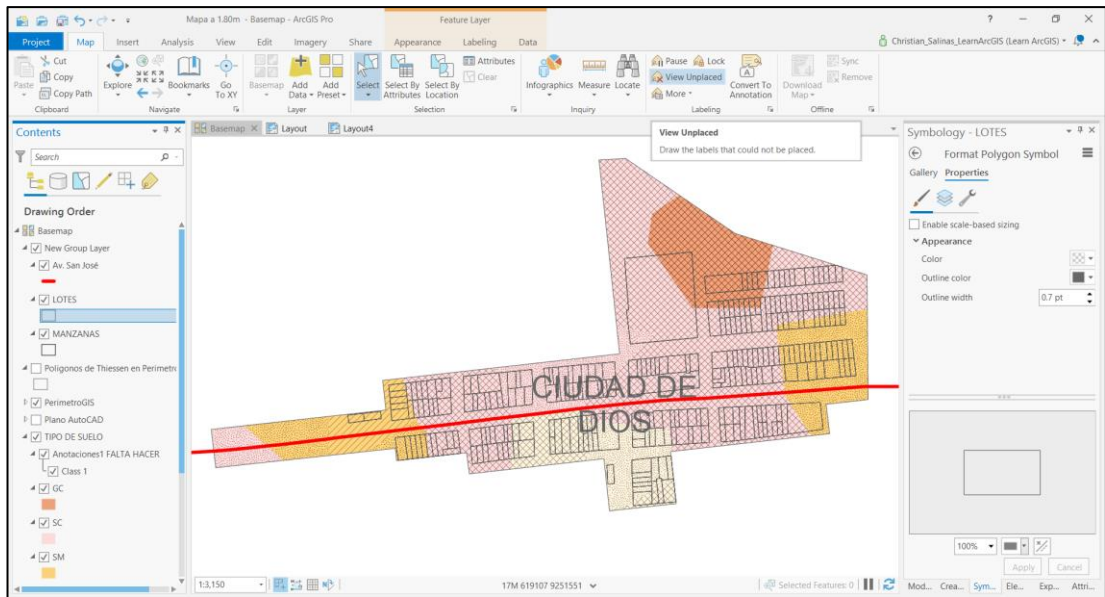 Mapa a 1.80m - Basemap - ArcGIS Pro
Feature Layer
?
Project Map Insert Analysis View Edit Imagery Share Appearance Labeling Data
Christian_Salinas_LearnArcGIS (Learn ArcGIS)
Paste
Cut
Copy
Copy Path
Clipboard
Explore
Bookmarks
Go To XY
Navigate
Basemap
Add Data
Add Preset
Layer
Select
Select By Attributes
Select By Location
Attributes
Clear
Selection
Infographics
Measure
Locate
Inquiry
Pause
Lock
View Unplaced
More
Convert To Annotation
Labeling
Download Map
Sync
Remove
Offline
Contents
Search
Drawing Order
Basemap
New Group Layer
Av. San José
LOTES
MANZANAS
Polígonos de Thiessen en Perimetro
PerimetroGIS
Plano AutoCAD
TIPO DE SUELO
Anotaciones1 FALTA HACER
Class 1
GC
SC
SM
Basemap
Layout
Layout4
View Unplaced
Draw the labels that could not be placed.
CIUDAD DE
DIOS
1:3,150
17M 619107 9251551
Selected Features: 0
Symbology - LOTES
Format Polygon Symbol
Gallery Properties
Enable scale-based sizing
Appearance
Color
Outline color
Outline width 0.7 pt
100%
Apply Cancel
Mod... Crea... Sym... Ele... Exp... Attri...